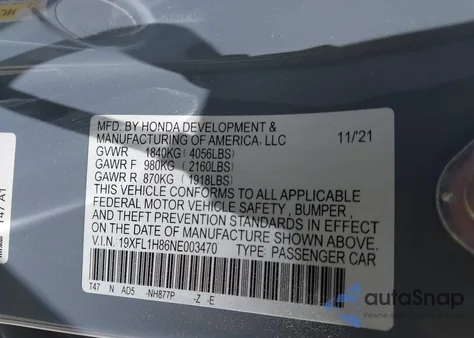 MFD. BY HONDA DEVELOPMENT &
MANUFACTURING OF AMERICA, LLC 11/'21
GVWR 1840KG ( 4056LBS)
GAWR F 980KG ( 2160LBS)
GAWR R 870KG ( 1918LBS)
THIS VEHICLE CONFORMS TO ALL APPLICABLE
FEDERAL MOTOR VEHICLE SAFETY , BUMPER ,
AND THEFT PREVENTION STANDARDS IN EFFECT
ON THE DATE OF MANUFACTURE SHOWN ABOVE.
V.I.N. 19XFL1H86NE003470 TYPE PASSENGER CAR
T47 N AD5 -NH877P -Z -E
T47 A1
autoSnap